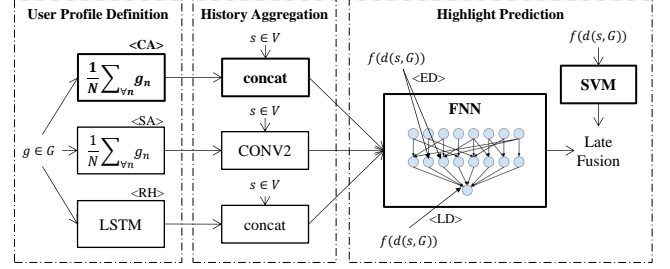 User Profile Definition
History Aggregation
Highlight Prediction
<CA>
1/N ∑∀n gn
g ∈ G
<SA>
1/N ∑∀n gn
<RH>
LSTM
s ∈ V
concat
s ∈ V
CONV2
s ∈ V
concat
f(d(s, G))
<ED>
FNN
<LD>
f(d(s, G))
f(d(s, G))
SVM
Late
Fusion